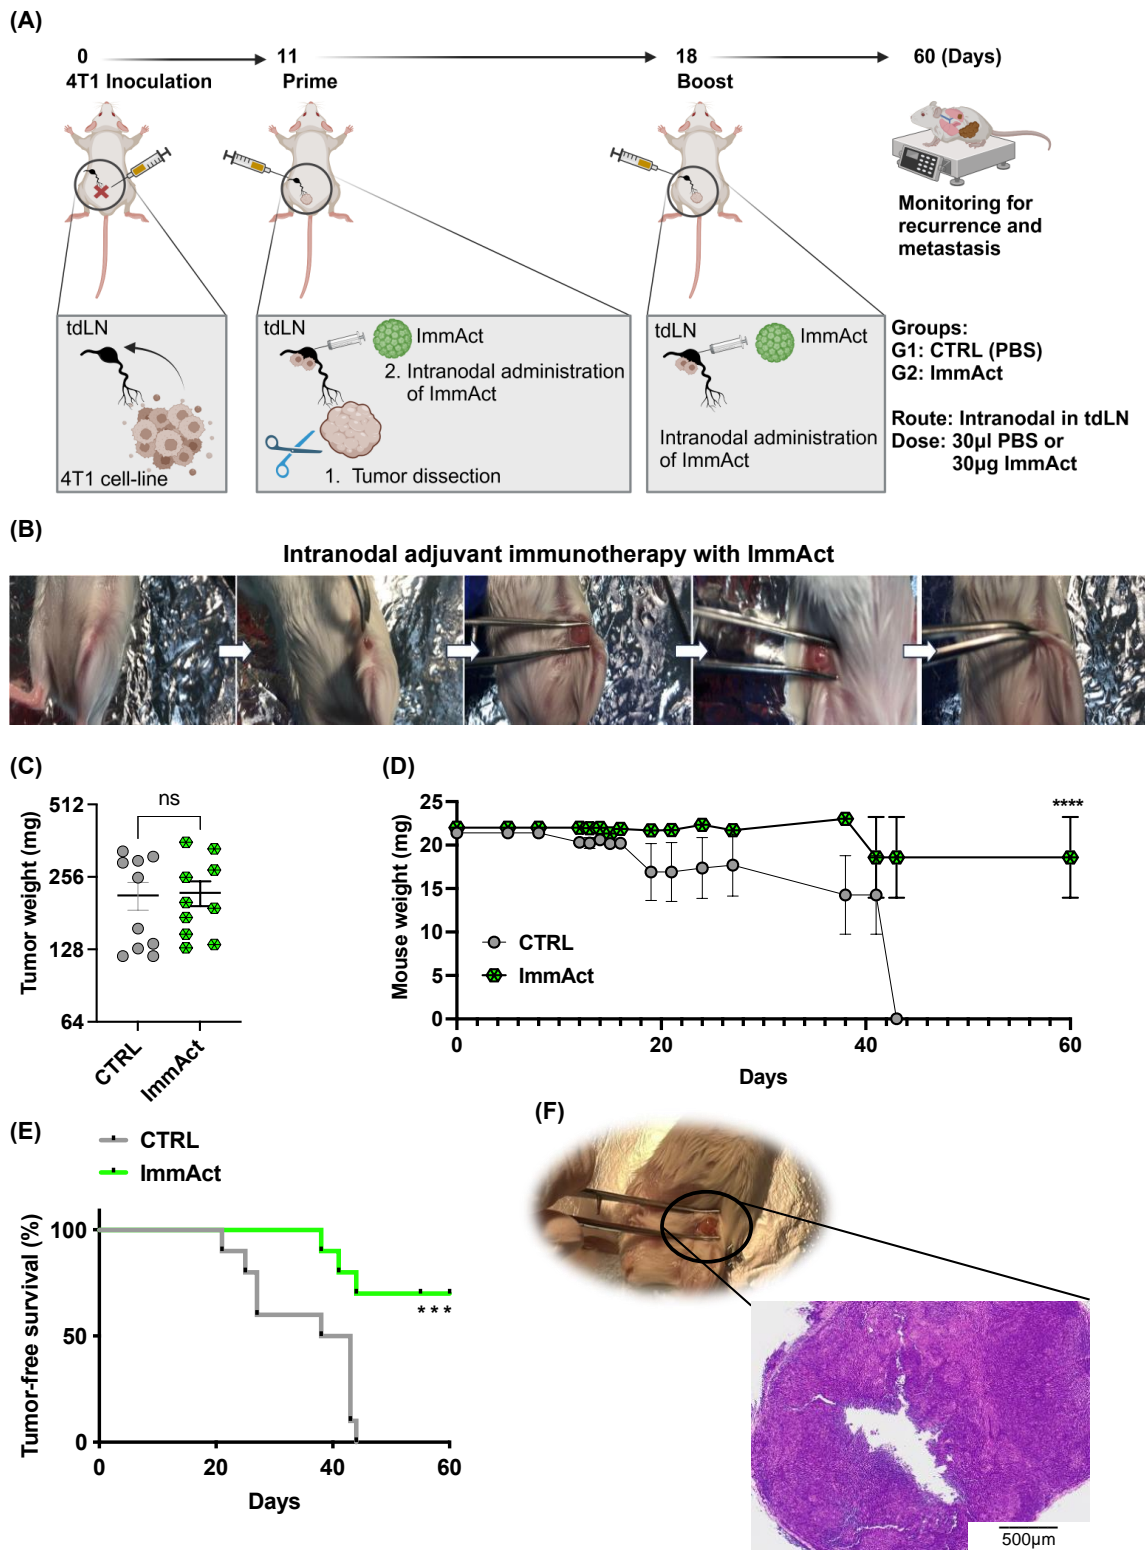 (A)
0
11
18
60 (Days)
4T1 Inoculation
Prime
Boost
Monitoring for
recurrence and
metastasis
tdLN
4T1 cell-line
tdLN
ImmAct
2. Intranodal administration
of ImmAct
1. Tumor dissection
tdLN
ImmAct
Intranodal administration
of ImmAct
Groups:
G1: CTRL (PBS)
G2: ImmAct
Route: Intranodal in tdLN
Dose: 30µl PBS or
30µg ImmAct
(B)
Intranodal adjuvant immunotherapy with ImmAct
(C)
Tumor weight (mg)
512
256
128
64
ns
CTRL
ImmAct
(D)
Mouse weight (mg)
25
20
15
10
5
0
****
CTRL
ImmAct
0
20
40
60
Days
(E)
CTRL
ImmAct
Tumor-free survival (%)
100
50
0
***
0
20
40
60
Days
(F)
500µm